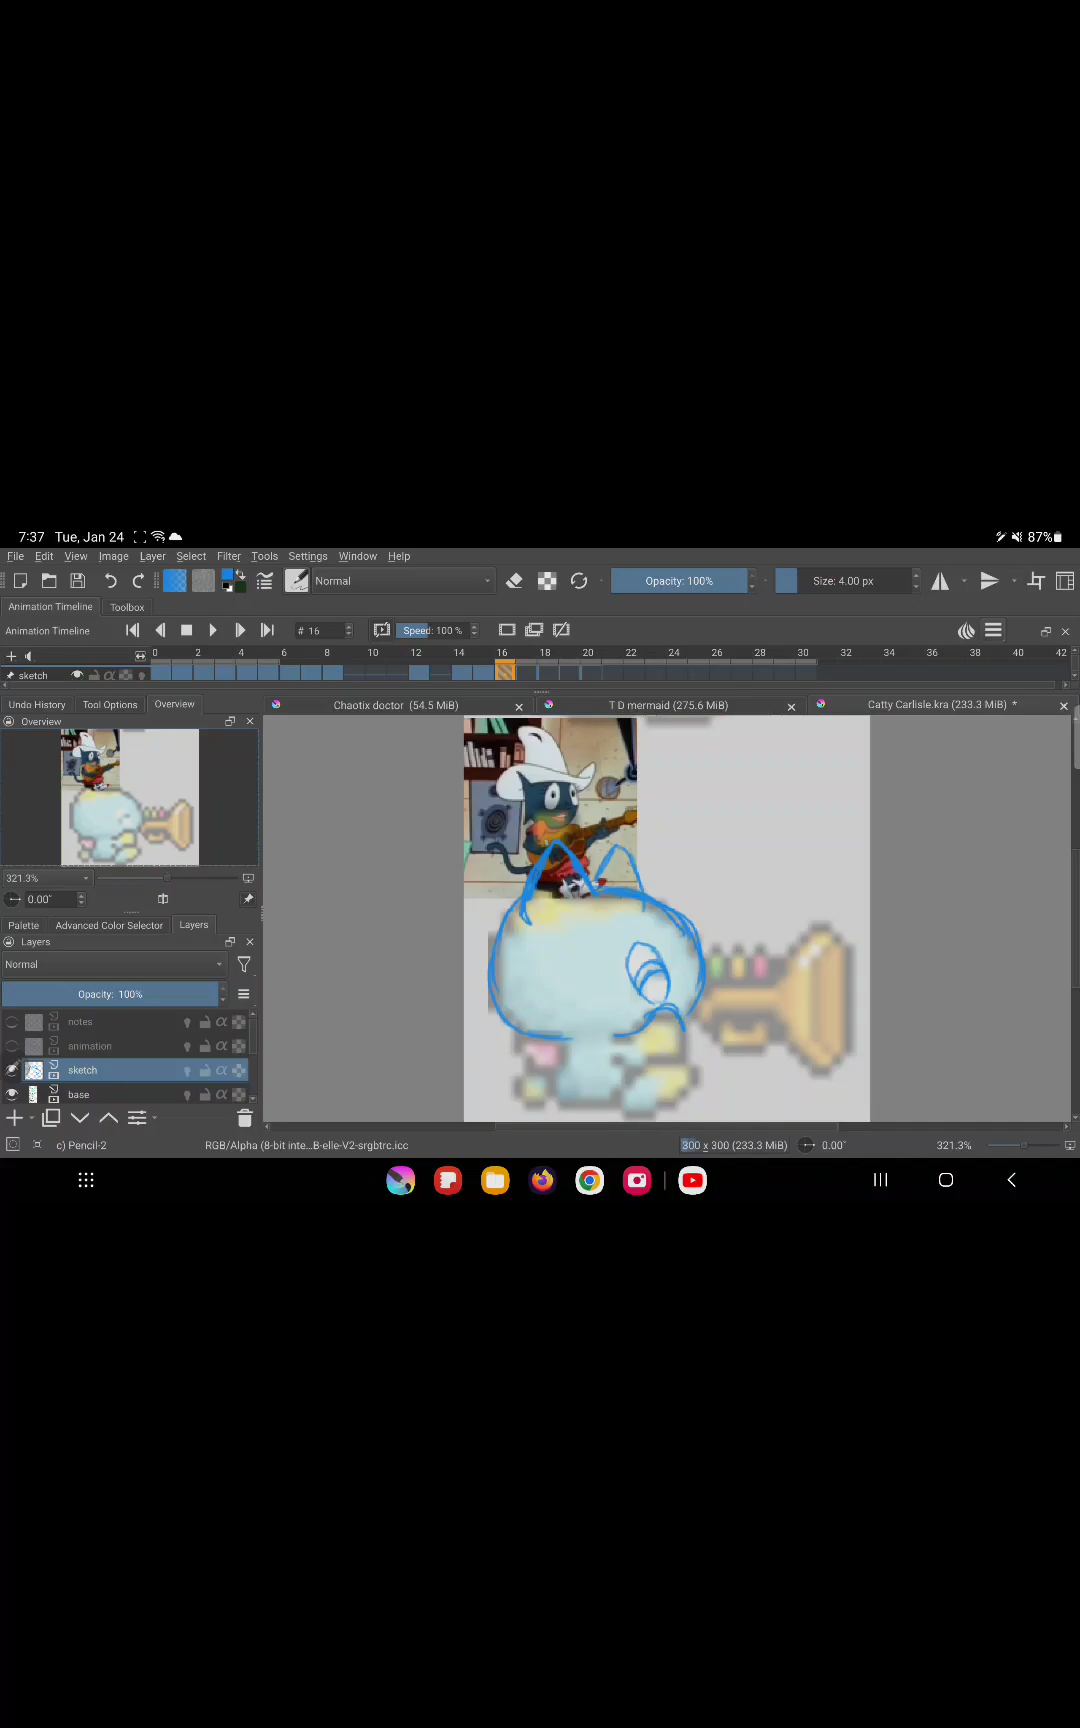 7:37 Tue, Jan 24 87%
File Edit View Image Layer Select Filter Tools Settings Window Help
Normal Opacity: 100% Size: 4.00 px
Animation Timeline Toolbox
Animation Timeline # 16 Speed: 100 %
0 2 4 6 8 10 12 14 16 18 20 22 24 26 28 30 32 34 36 38 40 42
sketch
Undo History Tool Options Overview Chaotix doctor (54.5 MiB) T D mermaid (275.6 MiB) Catty Carlisle.kra (233.3 MiB) *
Overview
321.3%
0.00°
Palette Advanced Color Selector Layers
Layers
Normal
Opacity: 100%
notes
animation
sketch
base
c) Pencil-2 RGB/Alpha (8-bit inte...B-elle-V2-srgbtrc.icc 300 x 300 (233.3 MiB) 0.00° 321.3%